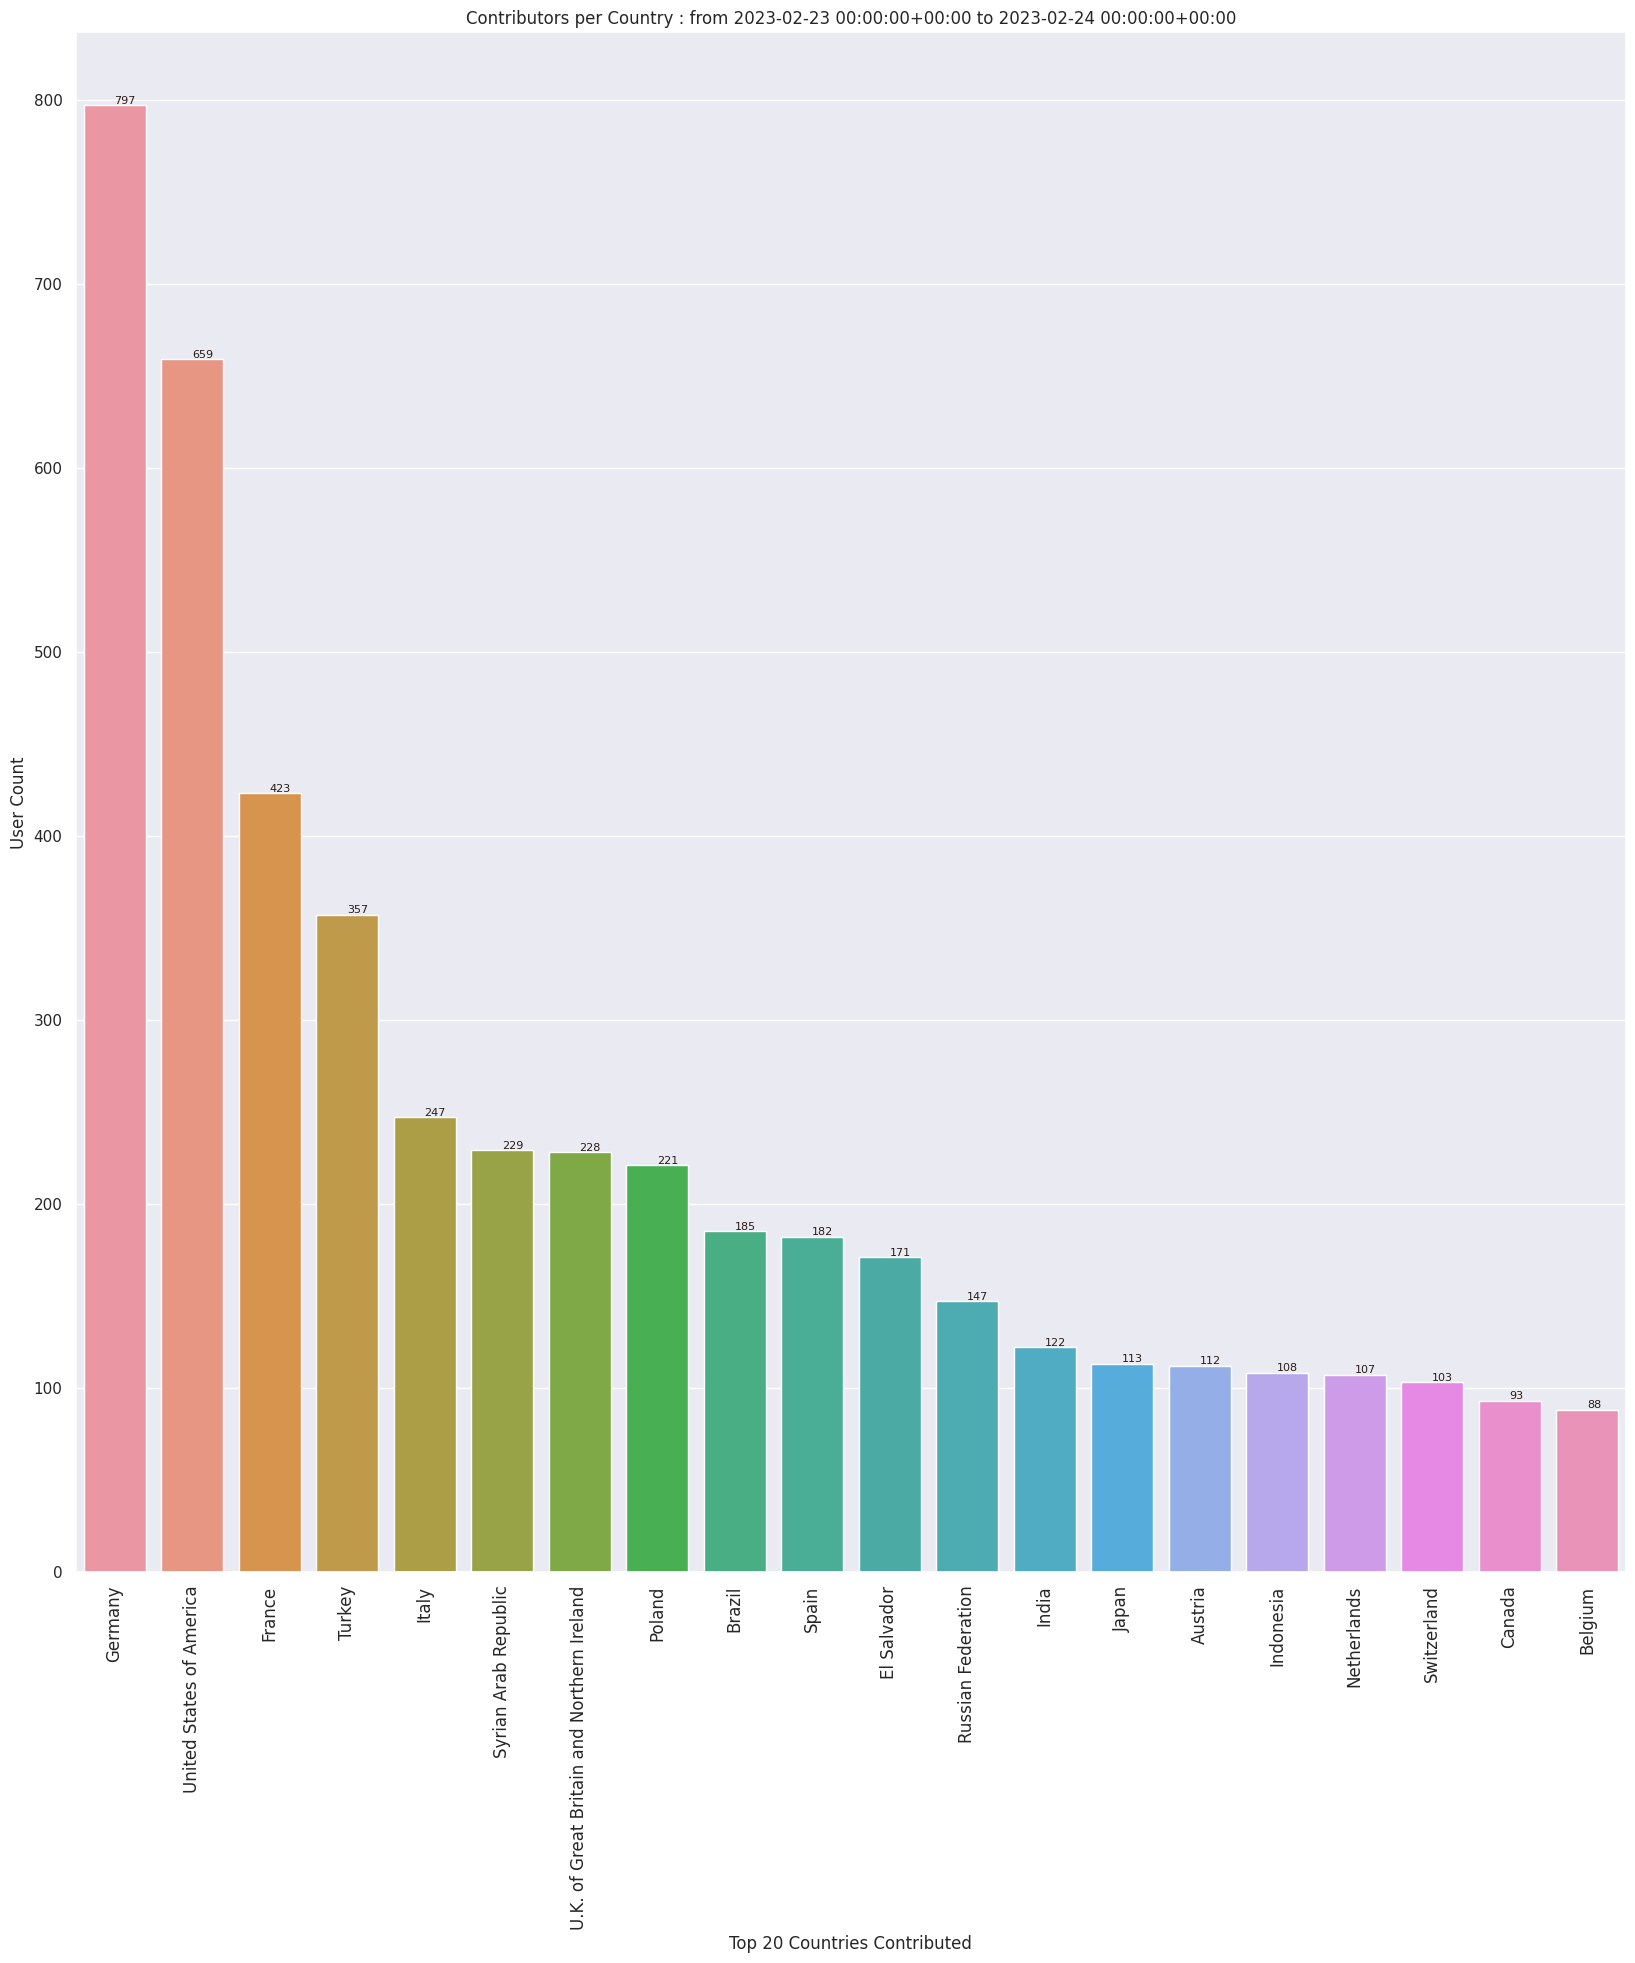 Contributors per Country : from 2023-02-23 00:00:00+00:00 to 2023-02-24 00:00:00+00:00
User Count
800
700
600
500
400
300
200
100
0
797
659
423
357
247
229
228
221
185
182
171
147
122
113
112
108
107
103
93
88
Germany
United States of America
France
Turkey
Italy
Syrian Arab Republic
U.K. of Great Britain and Northern Ireland
Poland
Brazil
Spain
El Salvador
Russian Federation
India
Japan
Austria
Indonesia
Netherlands
Switzerland
Canada
Belgium
Top 20 Countries Contributed